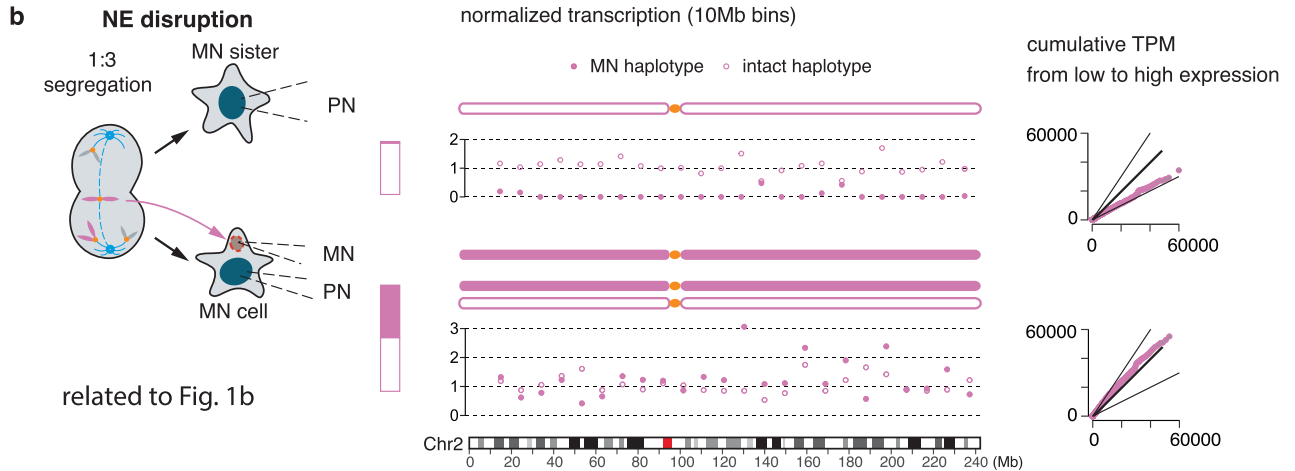 b
NE disruption
1:3
segregation
MN sister
PN
MN
PN
MN cell
related to Fig. 1b
normalized transcription (10Mb bins)
MN haplotype
intact haplotype
2
1
0
3
2
1
0
Chr2
0 20 40 60 80 100 120 140 160 180 200 220 240 (Mb)
cumulative TPM
from low to high expression
60000
0
0 60000
60000
0
0 60000